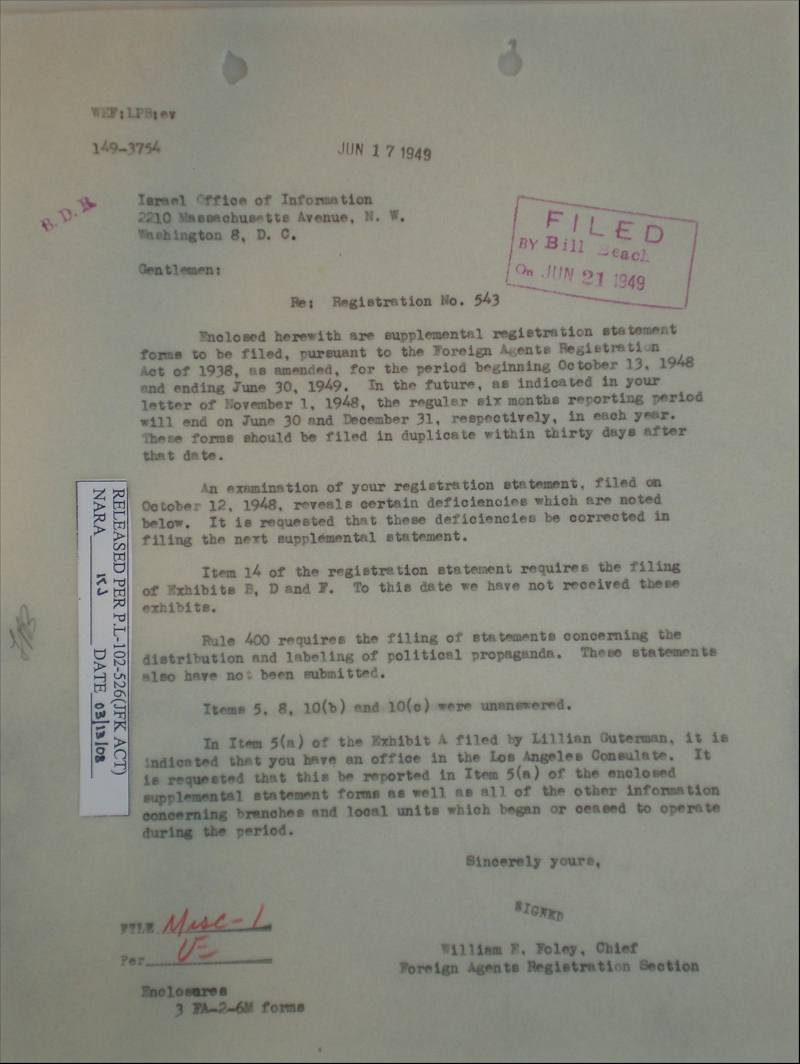 WEF:LPB:ev
149-3754
JUN 17 1949
B. D. R.
Israel Office of Information
2210 Massachusetts Avenue, N. W.
Washington 8, D. C.
FILED
BY Bill Beach
On JUN 21 1949
Gentlemen:
Re: Registration No. 543
Enclosed herewith are supplemental registration statement
forms to be filed, pursuant to the Foreign Agents Registration
Act of 1938, as amended, for the period beginning October 13, 1948
and ending June 30, 1949. In the future, as indicated in your
letter of November 1, 1948, the regular six months reporting period
will end on June 30 and December 31, respectively, in each year.
These forms should be filed in duplicate within thirty days after
that date.
An examination of your registration statement, filed on
October 12, 1948, reveals certain deficiencies which are noted
below. It is requested that these deficiencies be corrected in
filing the next supplemental statement.
Item 14 of the registration statement requires the filing
of Exhibits B, D and F. To this date we have not received these
exhibits.
Rule 400 requires the filing of statements concerning the
distribution and labeling of political propaganda. These statements
also have not been submitted.
Items 5, 8, 10(b) and 10(c) were unanswered.
In Item 5(a) of the Exhibit A filed by Lillian Outerman, it is
indicated that you have an office in the Los Angeles Consulate. It
is requested that this be reported in Item 5(a) of the enclosed
supplemental statement forms as well as all of the other information
concerning branches and local units which began or ceased to operate
during the period.
Sincerely yours,
SIGNED
William E. Foley, Chief
Foreign Agents Registration Section
FILE Misc-1
Per
Enclosures
3 FA-2-6M forms
RELEASED PER P.L-102-526(JFK ACT)
NARA KJ DATE 03/13/08